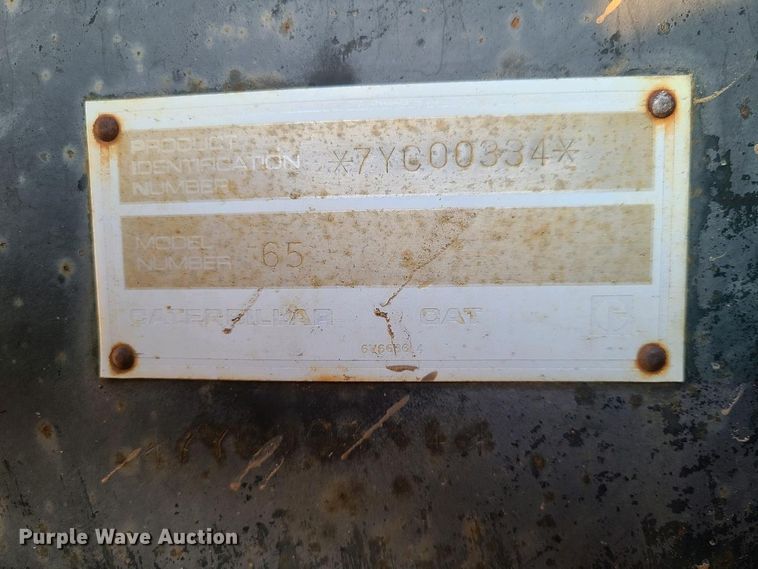 PRODUCT
IDENTIFICATION
NUMBER
*7YC00334*
MODEL
NUMBER
65
CATERPILLAR CAT C
Purple Wave Auction